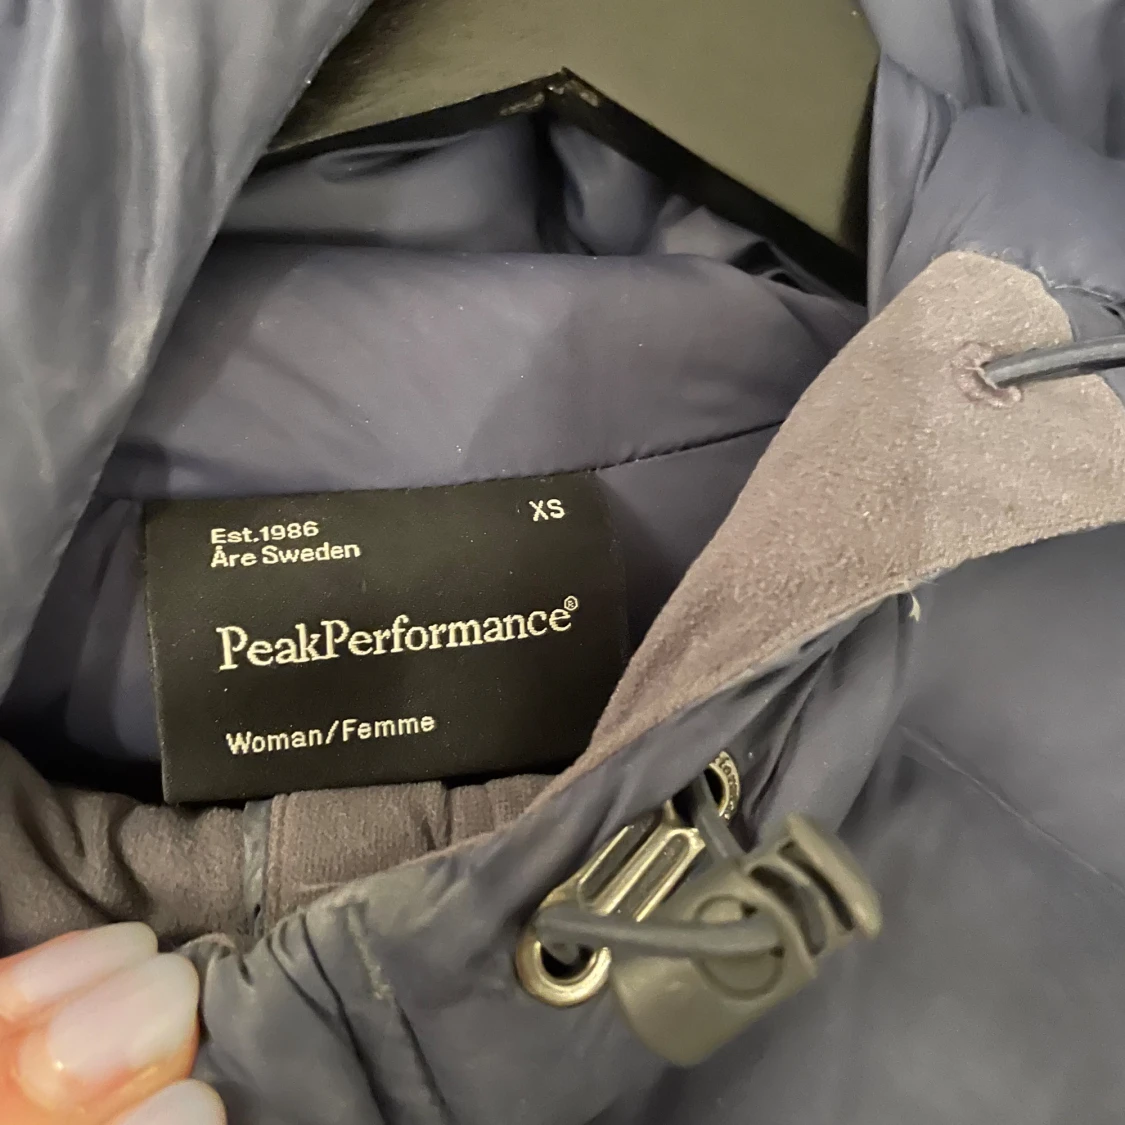 Est.1986
Åre Sweden
XS
PeakPerformance®
Woman/Femme